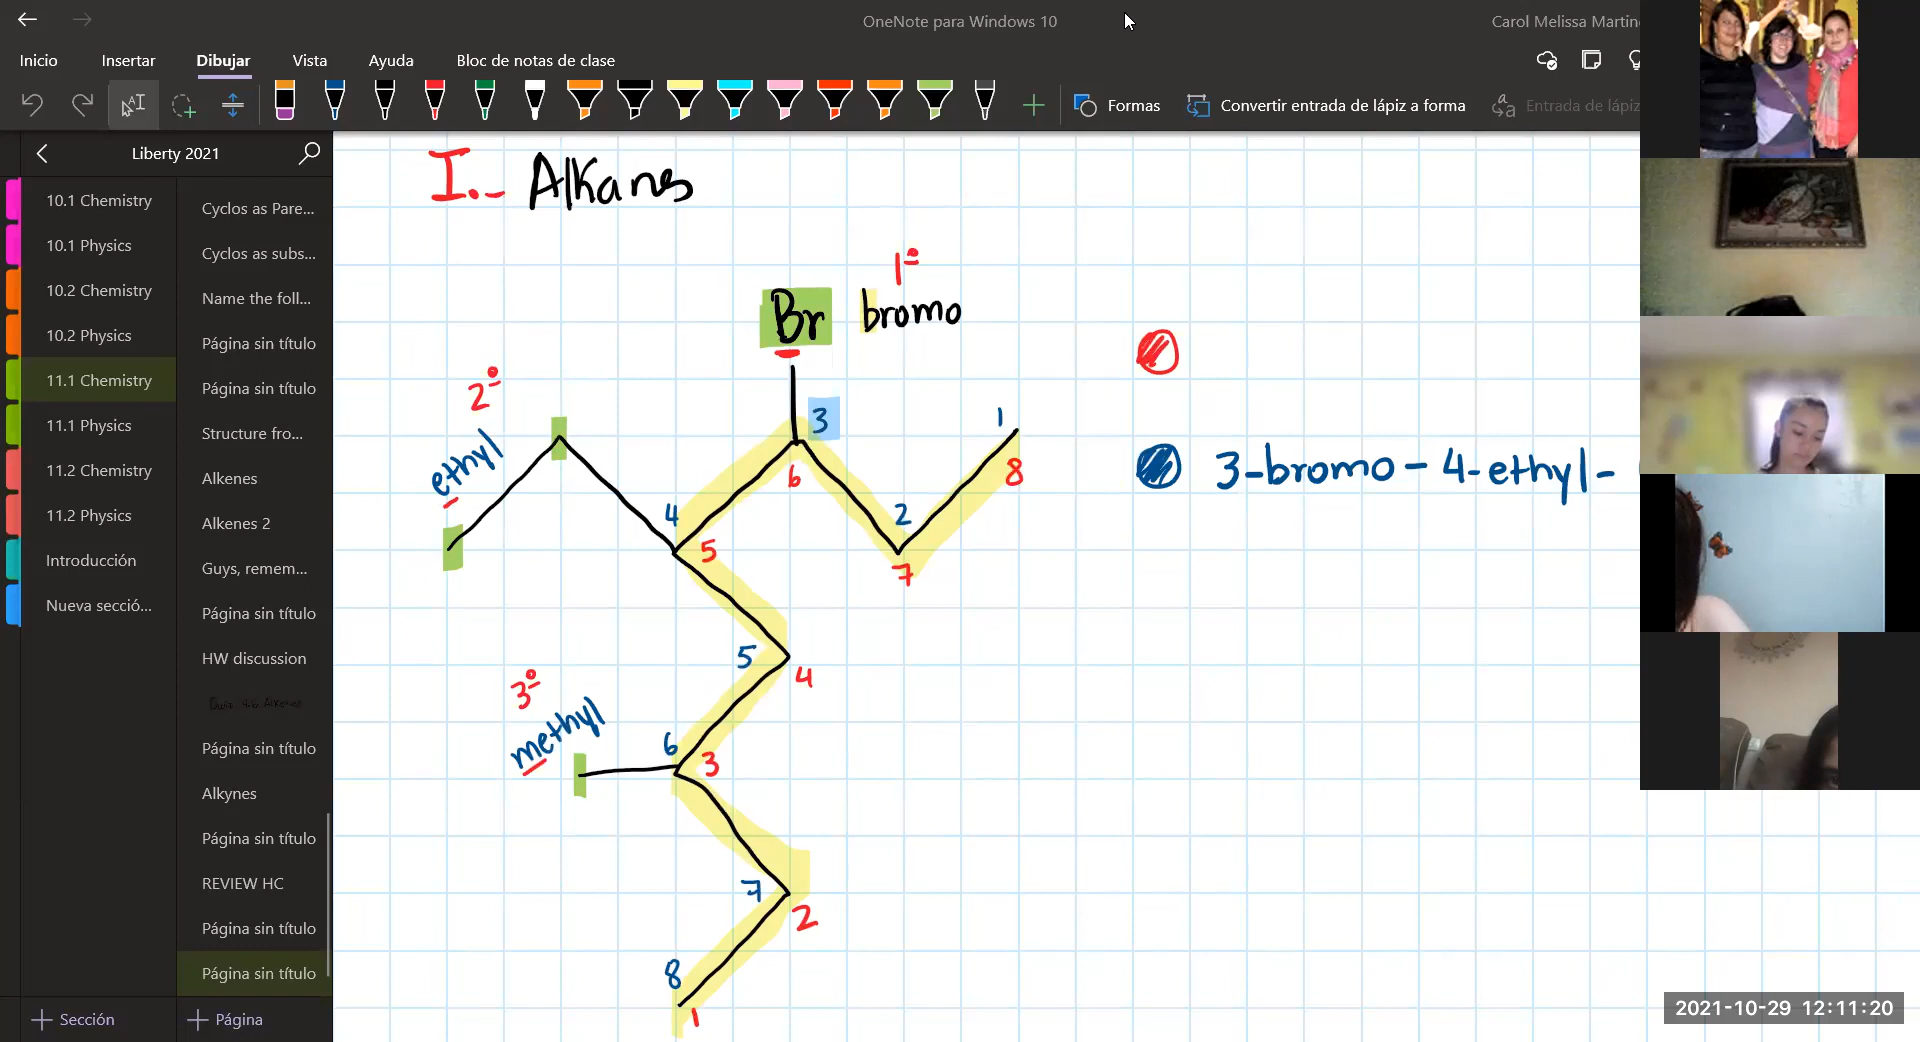 OneNote para Windows 10
Carol Melissa Martine
Inicio
Insertar
Dibujar
Vista
Ayuda
Bloc de notas de clase
Formas
Convertir entrada de lápiz a forma
Entrada de lápiz
Liberty 2021
10.1 Chemistry
10.1 Physics
10.2 Chemistry
10.2 Physics
11.1 Chemistry
11.1 Physics
11.2 Chemistry
11.2 Physics
Introducción
Nueva secció...
Sección
Cyclos as Pare...
Cyclos as subs...
Name the foll...
Página sin título
Página sin título
Structure fro...
Alkenes
Alkenes 2
Guys, remem...
Página sin título
HW discussion
Página sin título
Alkynes
Página sin título
REVIEW HC
Página sin título
Página sin título
Página
I.- Alkanes
1º
Br bromo
2º
ethyl
3 1
6 8
4 2
5 7
5 4
3º
methyl
6 3
7 2
8 1
3-bromo-4-ethyl-
2021-10-29 12:11:20